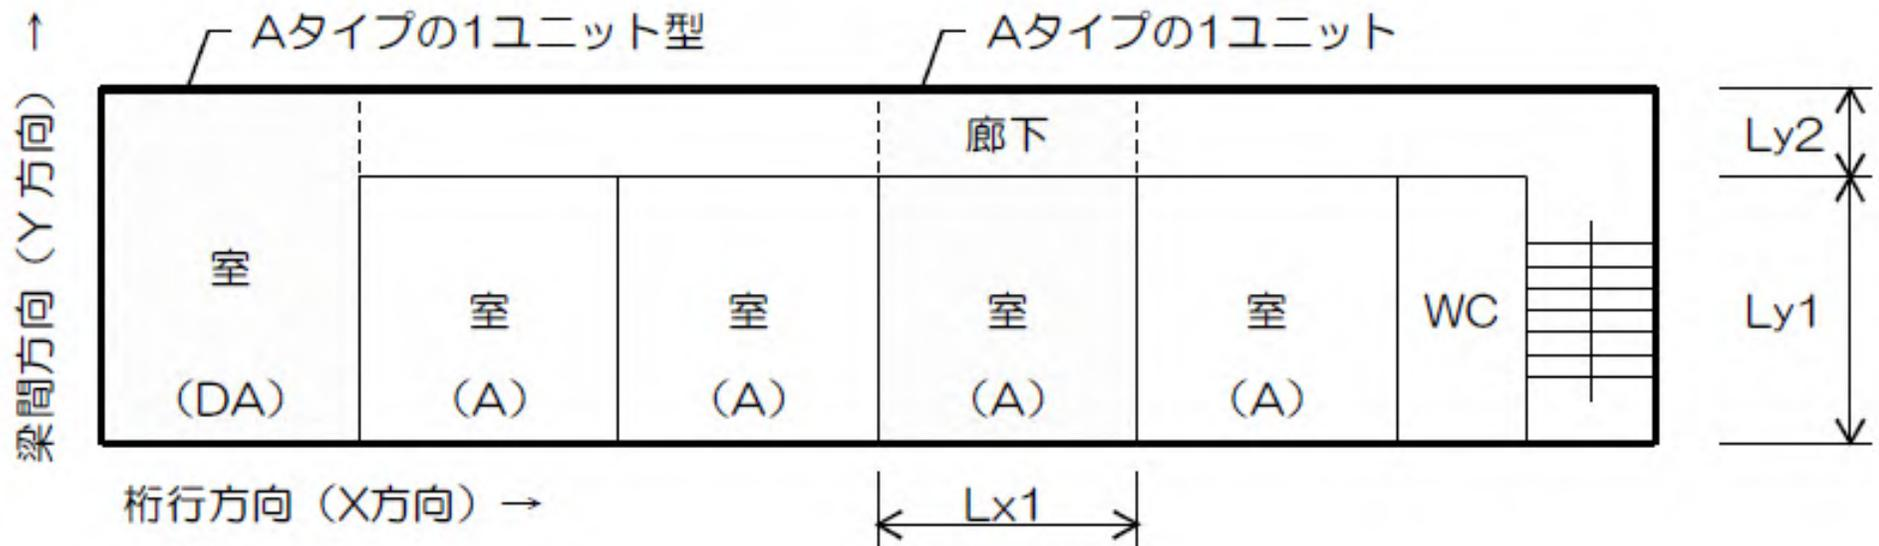 Aタイプの1ユニット型
Aタイプの1ユニット
梁間方向（Y方向）→
廊下
Ly2
室
（DA）
室
（A）
室
（A）
室
（A）
室
（A）
WC
Ly1
桁行方向（X方向）→
Lx1